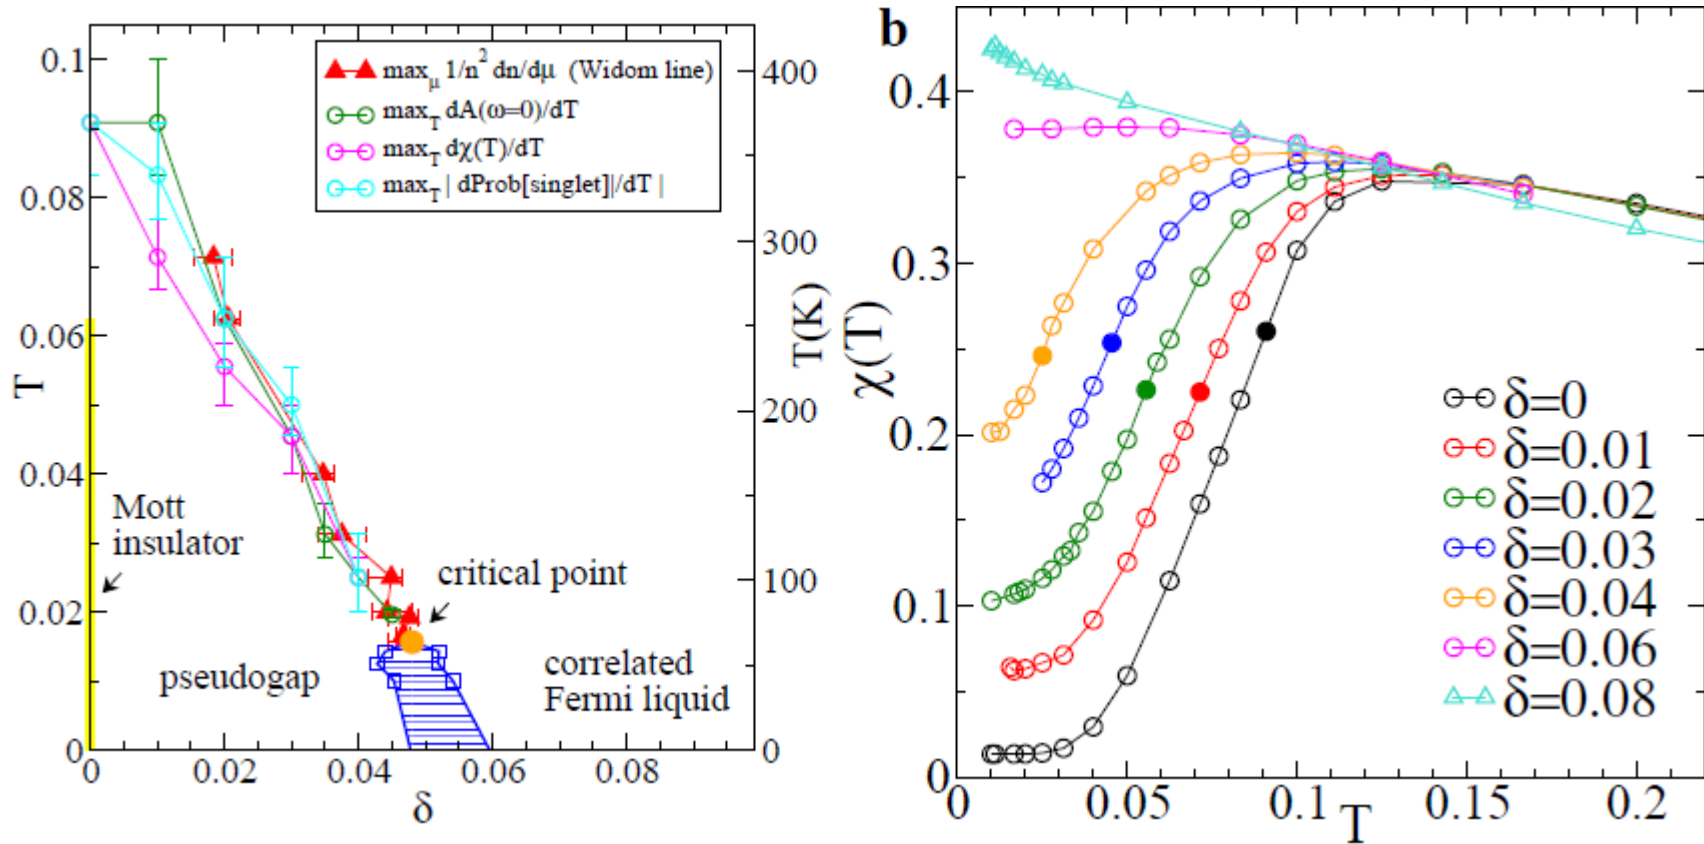 max_μ 1/n² dn/dμ (Widom line)
max_T dA(ω=0)/dT
max_T dχ(T)/dT
max_T | dProb[singlet]|/dT |
0.1
0.08
0.06
0.04
0.02
0
T
0
0.02
0.04
0.06
0.08
δ
400
300
200
100
0
T(K)
Mott
insulator
critical point
pseudogap
correlated
Fermi liquid
b
0.4
0.3
0.2
0.1
0
χ(T)
0
0.05
0.1
0.15
0.2
T
δ=0
δ=0.01
δ=0.02
δ=0.03
δ=0.04
δ=0.06
δ=0.08